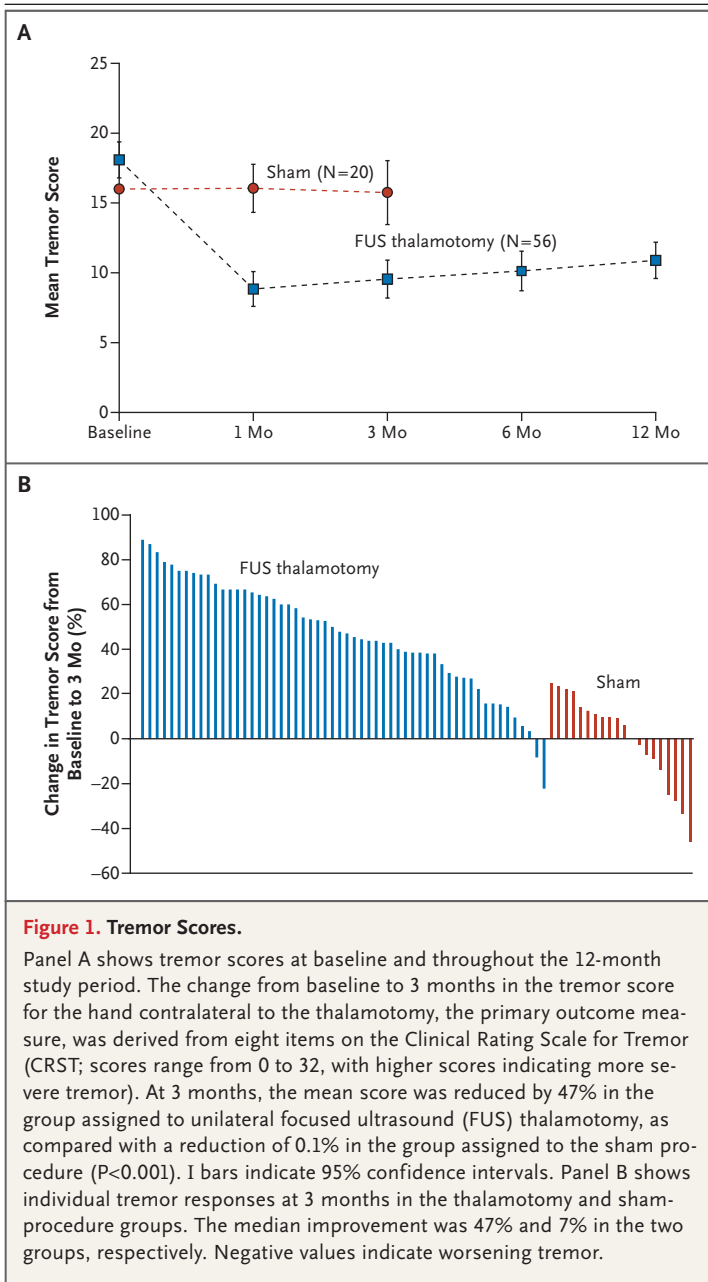 A
25
20
15
10
5
0
Mean Tremor Score
Sham (N=20)
FUS thalamotomy (N=56)
Baseline 1 Mo 3 Mo 6 Mo 12 Mo
B
100
80
60
40
20
0
−20
−40
−60
Change in Tremor Score from
Baseline to 3 Mo (%)
FUS thalamotomy
Sham
Figure 1. Tremor Scores.
Panel A shows tremor scores at baseline and throughout the 12-month
study period. The change from baseline to 3 months in the tremor score
for the hand contralateral to the thalamotomy, the primary outcome mea-
sure, was derived from eight items on the Clinical Rating Scale for Tremor
(CRST; scores range from 0 to 32, with higher scores indicating more se-
vere tremor). At 3 months, the mean score was reduced by 47% in the
group assigned to unilateral focused ultrasound (FUS) thalamotomy, as
compared with a reduction of 0.1% in the group assigned to the sham pro-
cedure (P<0.001). I bars indicate 95% confidence intervals. Panel B shows
individual tremor responses at 3 months in the thalamotomy and sham-
procedure groups. The median improvement was 47% and 7% in the two
groups, respectively. Negative values indicate worsening tremor.